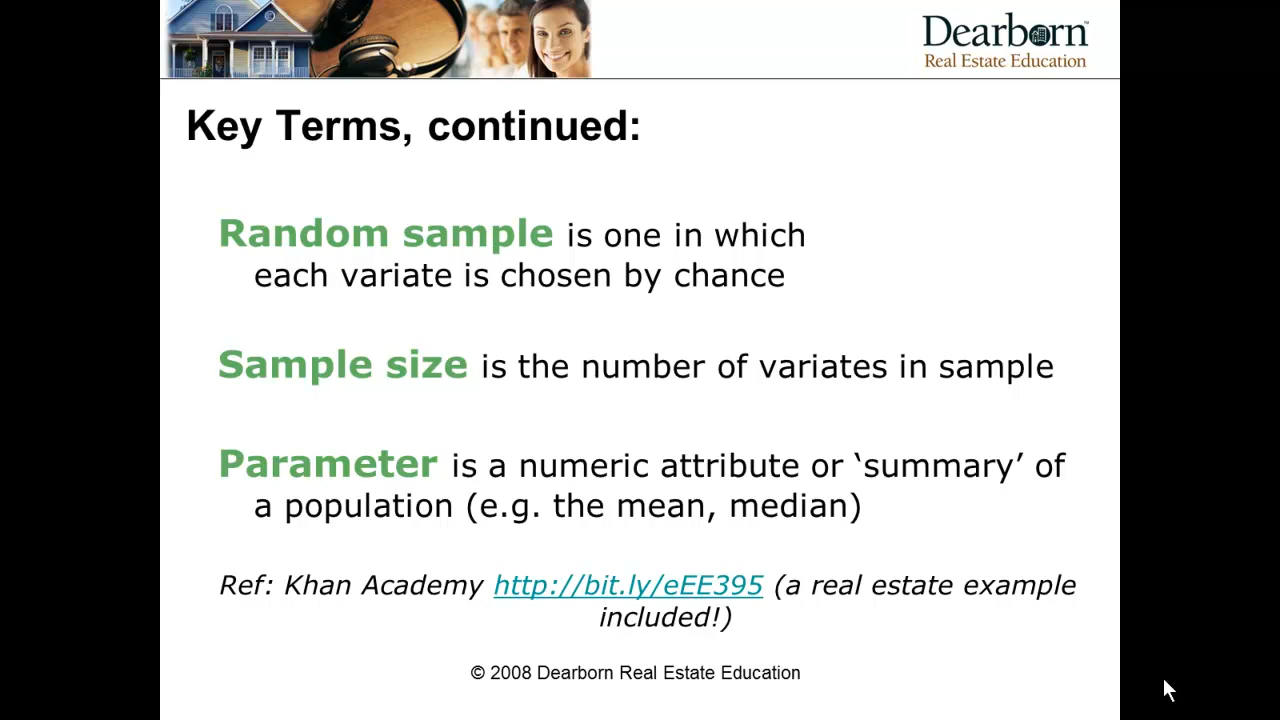 Dearborn™
Real Estate Education
Key Terms, continued:
Random sample is one in which
each variate is chosen by chance
Sample size is the number of variates in sample
Parameter is a numeric attribute or ‘summary’ of
a population (e.g. the mean, median)
Ref: Khan Academy http://bit.ly/eEE395 (a real estate example
included!)
© 2008 Dearborn Real Estate Education